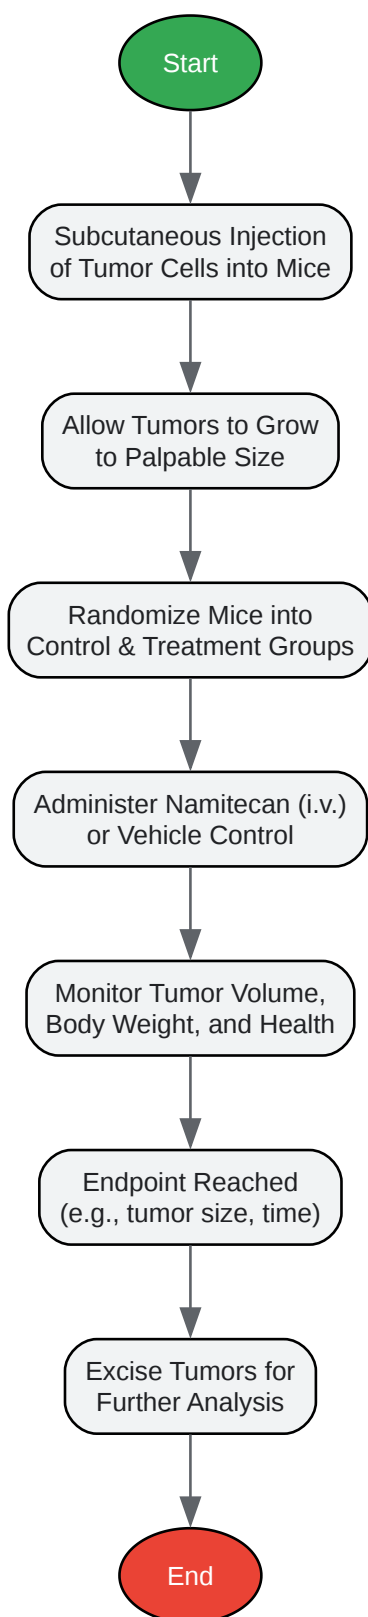 Start
Subcutaneous Injection
of Tumor Cells into Mice
Allow Tumors to Grow
to Palpable Size
Randomize Mice into
Control & Treatment Groups
Administer Namitecan (i.v.)
or Vehicle Control
Monitor Tumor Volume,
Body Weight, and Health
Endpoint Reached
(e.g., tumor size, time)
Excise Tumors for
Further Analysis
End